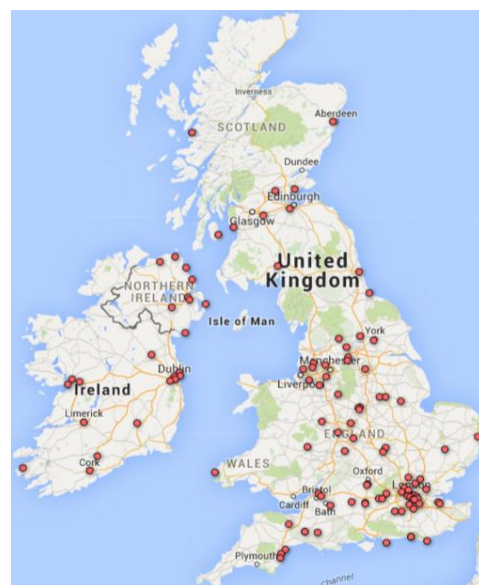 Inverness
Aberdeen
SCOTLAND
Dundee
Edinburgh
Glasgow
United
Kingdom
NORTHERN
IRELAND
Isle of Man
York
Manchester
Dublin
Liverpool
Ireland
Limerick
ENGLAND
Cork
WALES
Oxford
London
Bristol
Cardiff
Bath
Plymouth
Channel